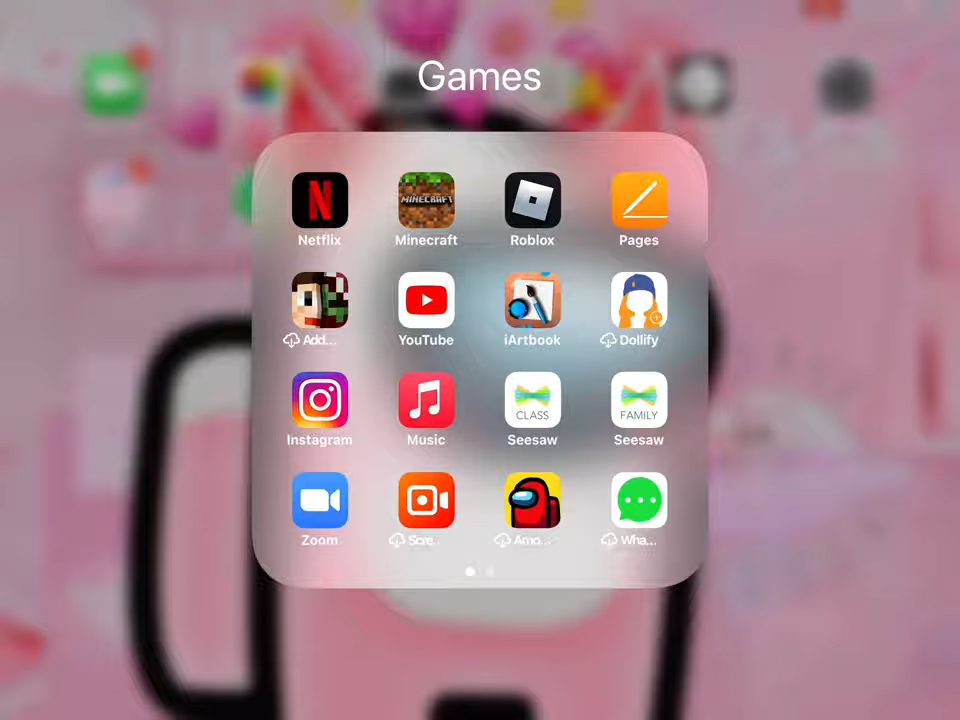 Games
Netflix
MINECRAFT
Minecraft
Roblox
Pages
Add...
YouTube
iArtbook
Dollify
Instagram
Music
CLASS
Seesaw
FAMILY
Seesaw
Zoom
Scre...
Amo...
Wha...